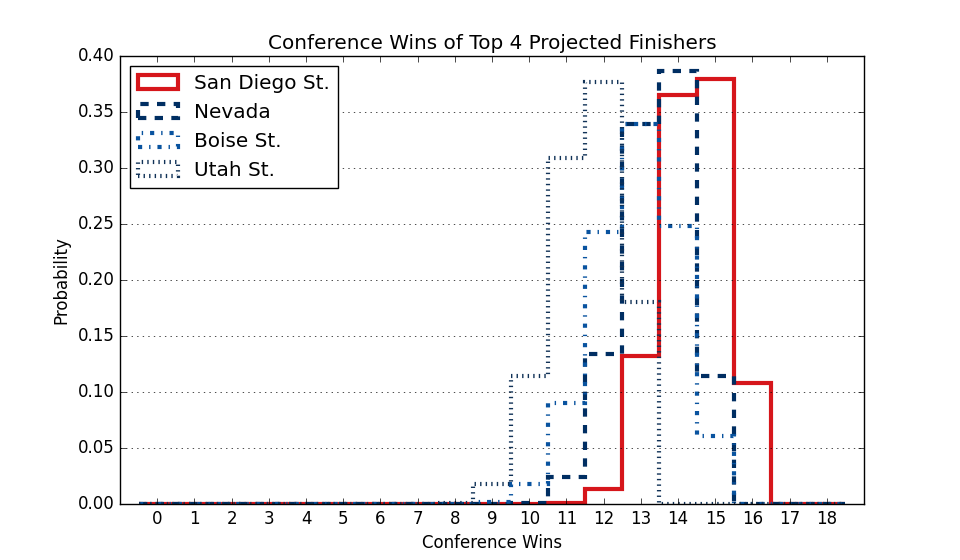 Conference Wins of Top 4 Projected Finishers
0.40
0.35
0.30
0.25
0.20
0.15
0.10
0.05
0.00
Probability
San Diego St.
Nevada
Boise St.
Utah St.
0 1 2 3 4 5 6 7 8 9 10 11 12 13 14 15 16 17 18
Conference Wins